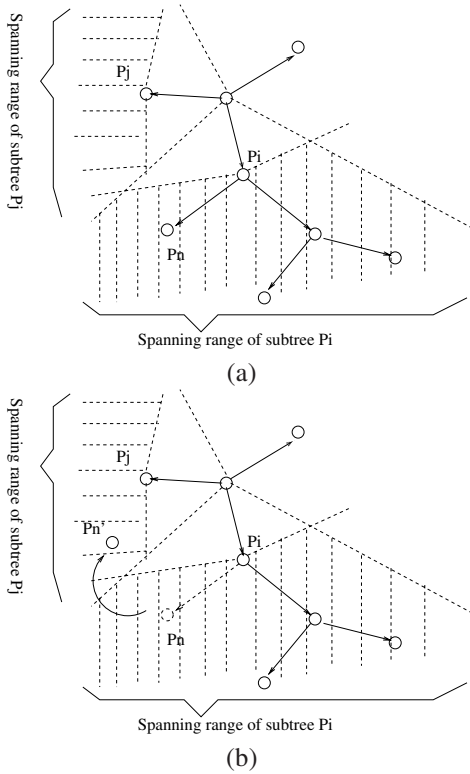 Spanning range of subtree Pj
Pj
Pi
Pn
Spanning range of subtree Pi
(a)
Spanning range of subtree Pj
Pj
Pn'
Pi
Pn
Spanning range of subtree Pi
(b)